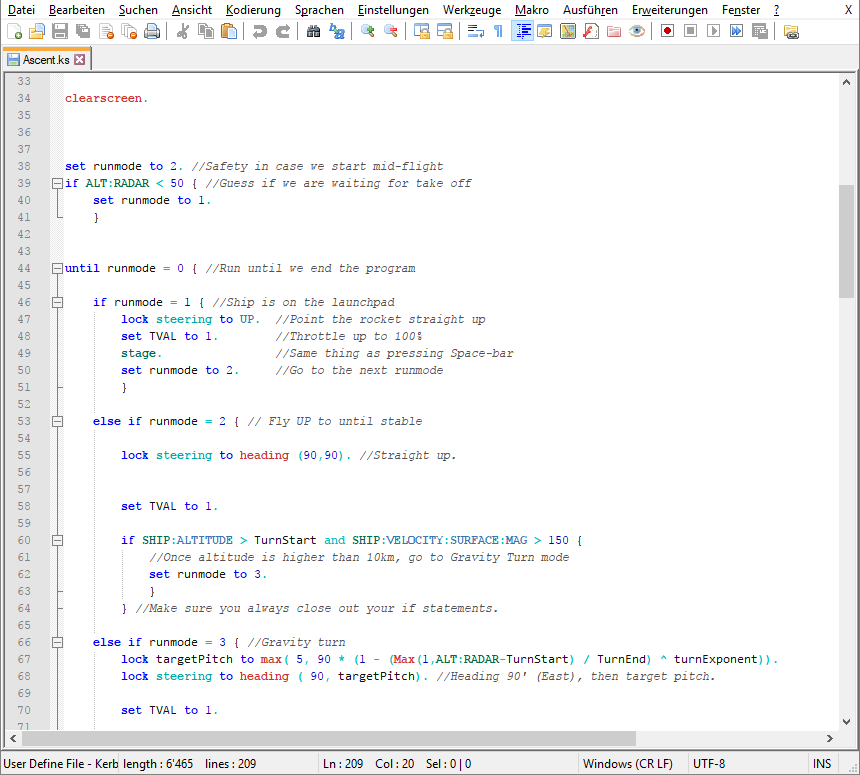 Datei Bearbeiten Suchen Ansicht Kodierung Sprachen Einstellungen Werkzeuge Makro Ausführen Erweiterungen Fenster ? X
Ascent.ks
33
34 clearscreen.
35
36
37
38 set runmode to 2. //Safety in case we start mid-flight
39 if ALT:RADAR < 50 { //Guess if we are waiting for take off
40 set runmode to 1.
41 }
42
43
44 until runmode = 0 { //Run until we end the program
45
46 if runmode = 1 { //Ship is on the launchpad
47 lock steering to UP. //Point the rocket straight up
48 set TVAL to 1. //Throttle up to 100%
49 stage. //Same thing as pressing Space-bar
50 set runmode to 2. //Go to the next runmode
51 }
52
53 else if runmode = 2 { // Fly UP to until stable
54
55 lock steering to heading (90,90). //Straight up.
56
57
58 set TVAL to 1.
59
60 if SHIP:ALTITUDE > TurnStart and SHIP:VELOCITY:SURFACE:MAG > 150 {
61 //Once altitude is higher than 10km, go to Gravity Turn mode
62 set runmode to 3.
63 }
64 } //Make sure you always close out your if statements.
65
66 else if runmode = 3 { //Gravity turn
67 lock targetPitch to max( 5, 90 * (1 - (Max(1,ALT:RADAR-TurnStart) / TurnEnd) ^ turnExponent)).
68 lock steering to heading ( 90, targetPitch). //Heading 90' (East), then target pitch.
69
70 set TVAL to 1.
71
User Define File - Kerb length : 6'465 lines : 209 Ln : 209 Col : 20 Sel : 0 | 0 Windows (CR LF) UTF-8 INS